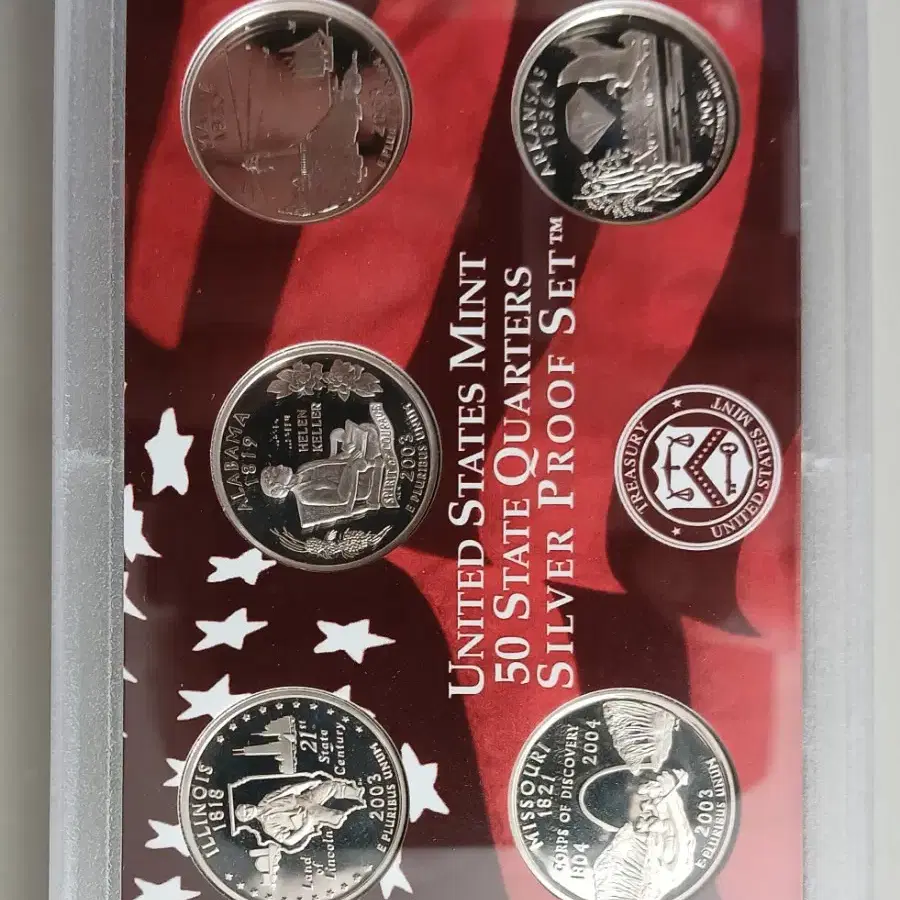 UNITED STATES MINT
50 STATE QUARTERS
SILVER PROOF SET™
TREASURY
UNITED STATES MINT
ILLINOIS
1818
21st
State
Century
Land
of
Lincoln
2003
E PLURIBUS UNUM
ALABAMA
1819
HELEN
KELLER
SPIRIT OF COURAGE
2003
E PLURIBUS UNUM
2003
E PLURI
MISSOURI
1821
CORPS OF DISCOVERY
1804
2004
2003
E PLURIBUS UNUM
ARKANSAS
1836
2003